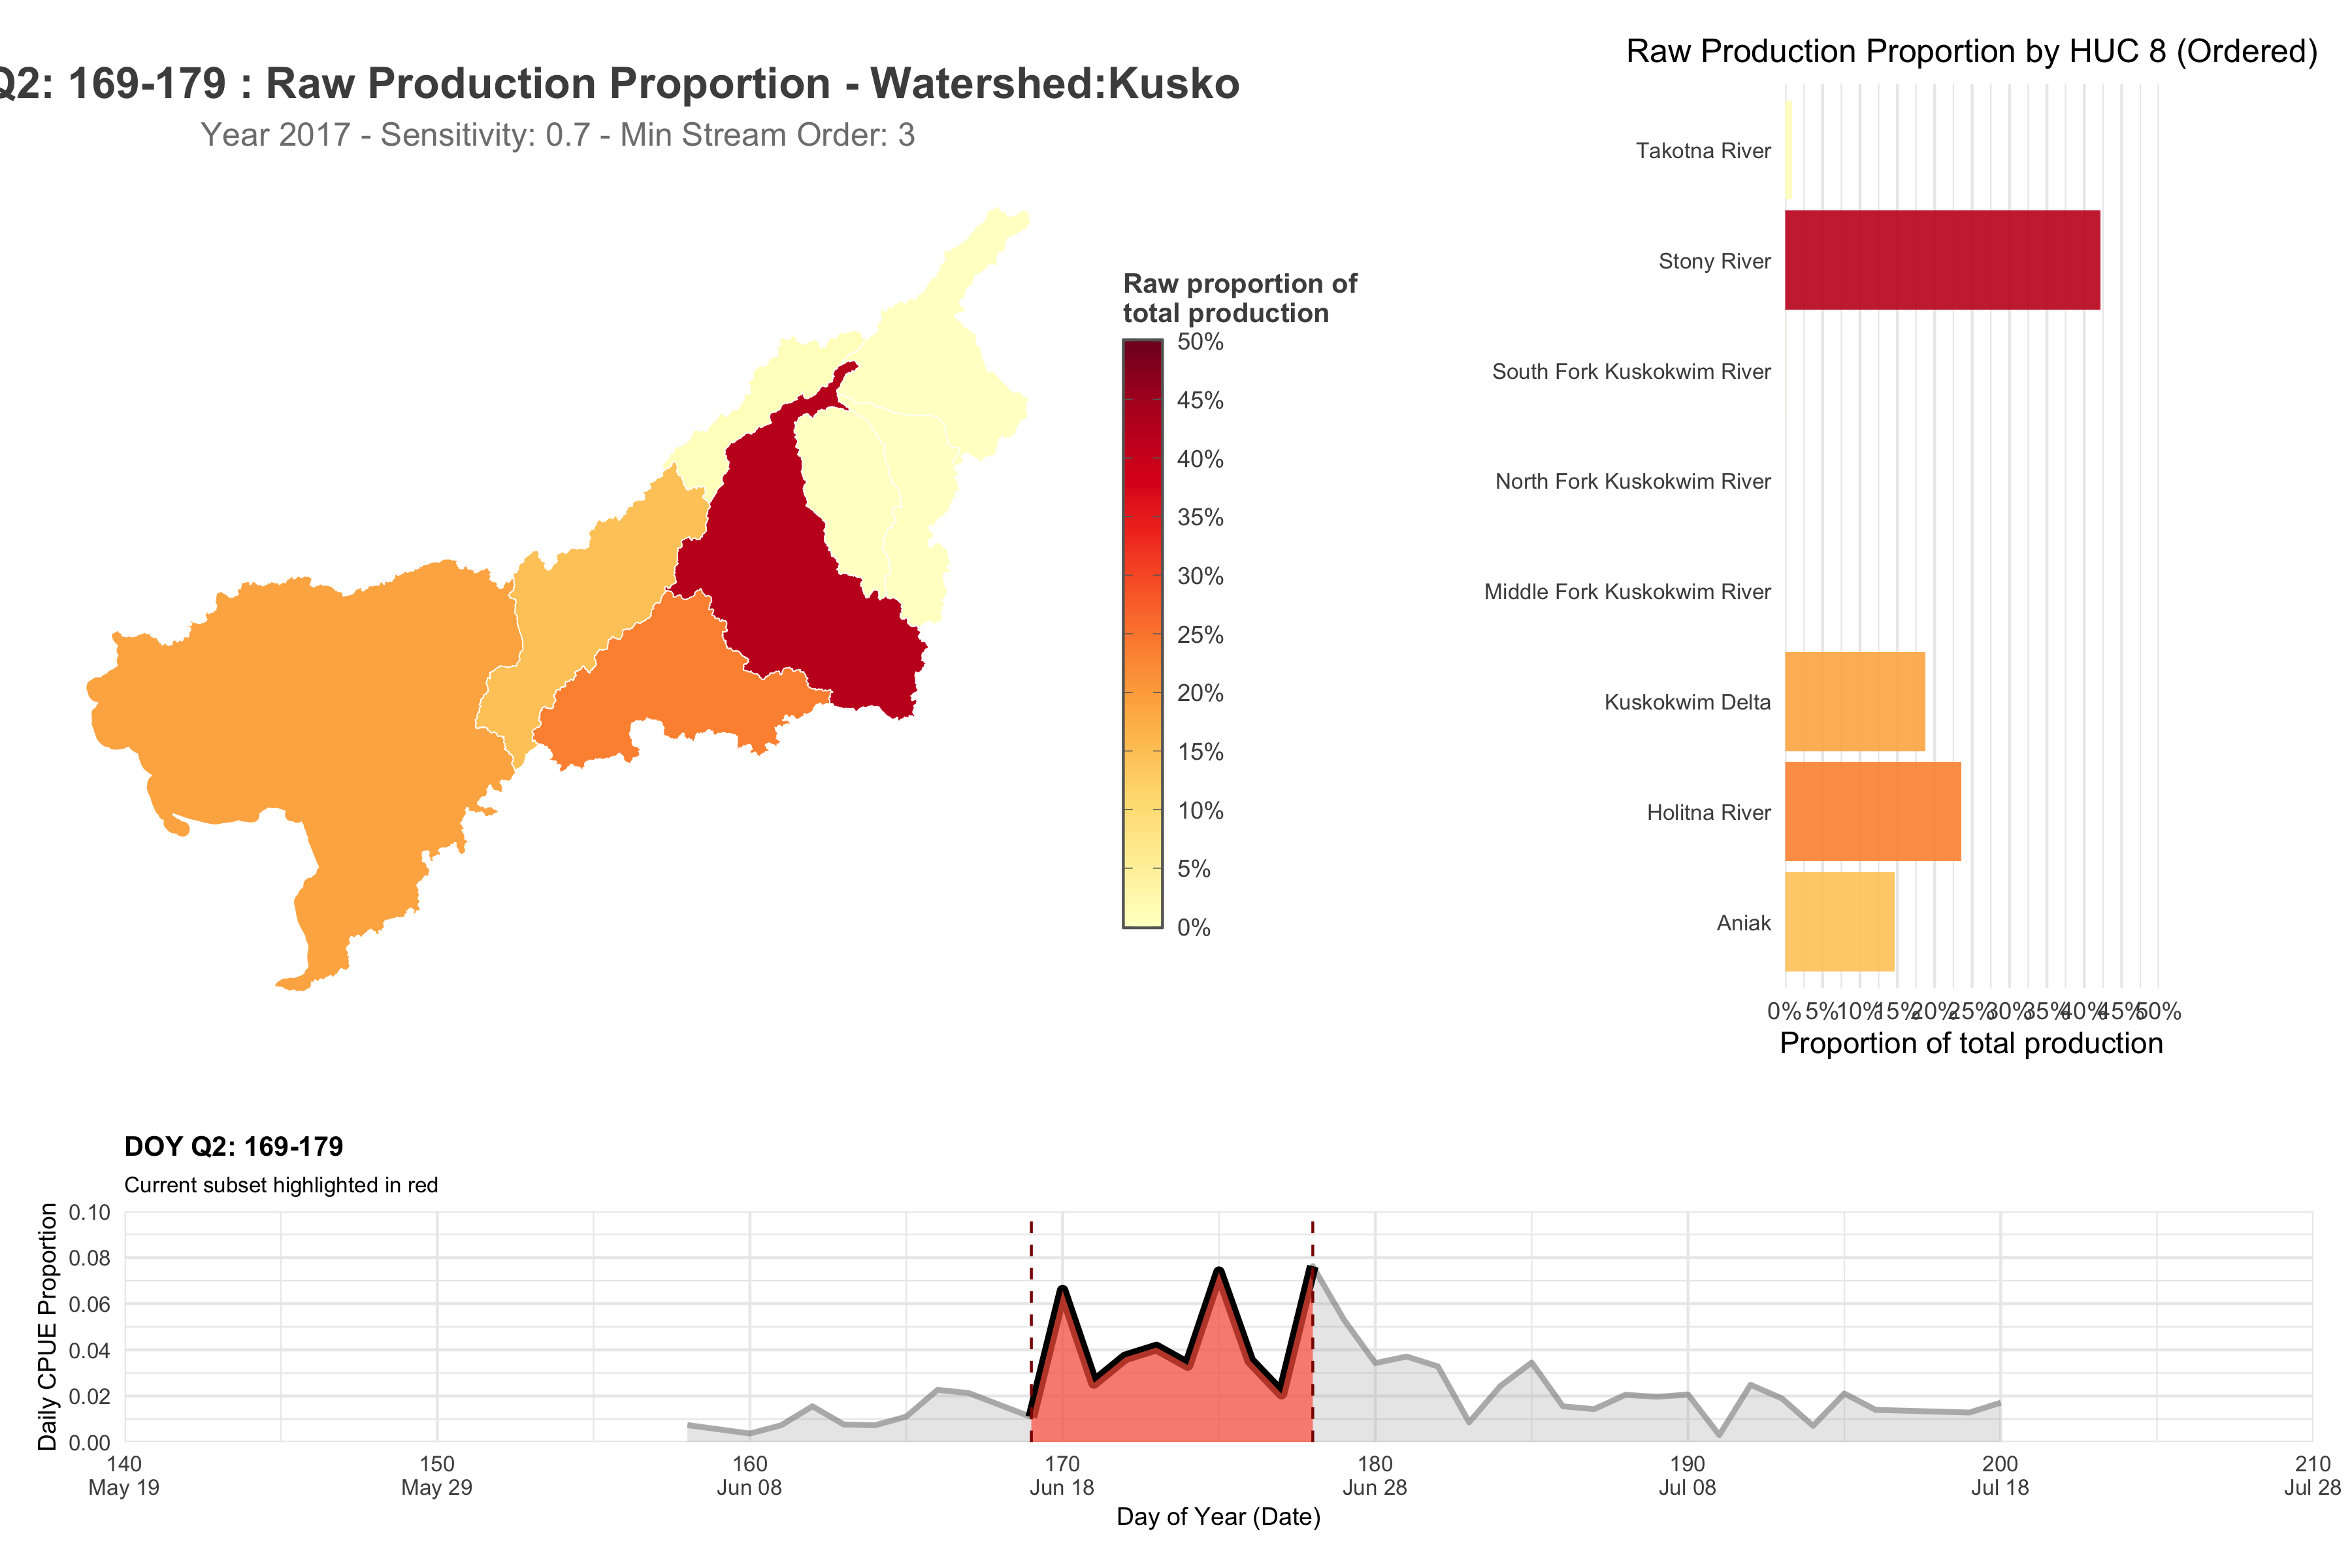 Q2: 169-179 : Raw Production Proportion - Watershed:Kusko
Year 2017 - Sensitivity: 0.7 - Min Stream Order: 3
Raw proportion of
total production
50%
45%
40%
35%
30%
25%
20%
15%
10%
5%
0%
Raw Production Proportion by HUC 8 (Ordered)
Takotna River
Stony River
South Fork Kuskokwim River
North Fork Kuskokwim River
Middle Fork Kuskokwim River
Kuskokwim Delta
Holitna River
Aniak
0% 5% 10% 15% 20% 25% 30% 35% 40% 45% 50%
Proportion of total production
DOY Q2: 169-179
Current subset highlighted in red
Daily CPUE Proportion
0.10
0.08
0.06
0.04
0.02
0.00
140 150 160 170 180 190 200 210
May 19 May 29 Jun 08 Jun 18 Jun 28 Jul 08 Jul 18 Jul 28
Day of Year (Date)